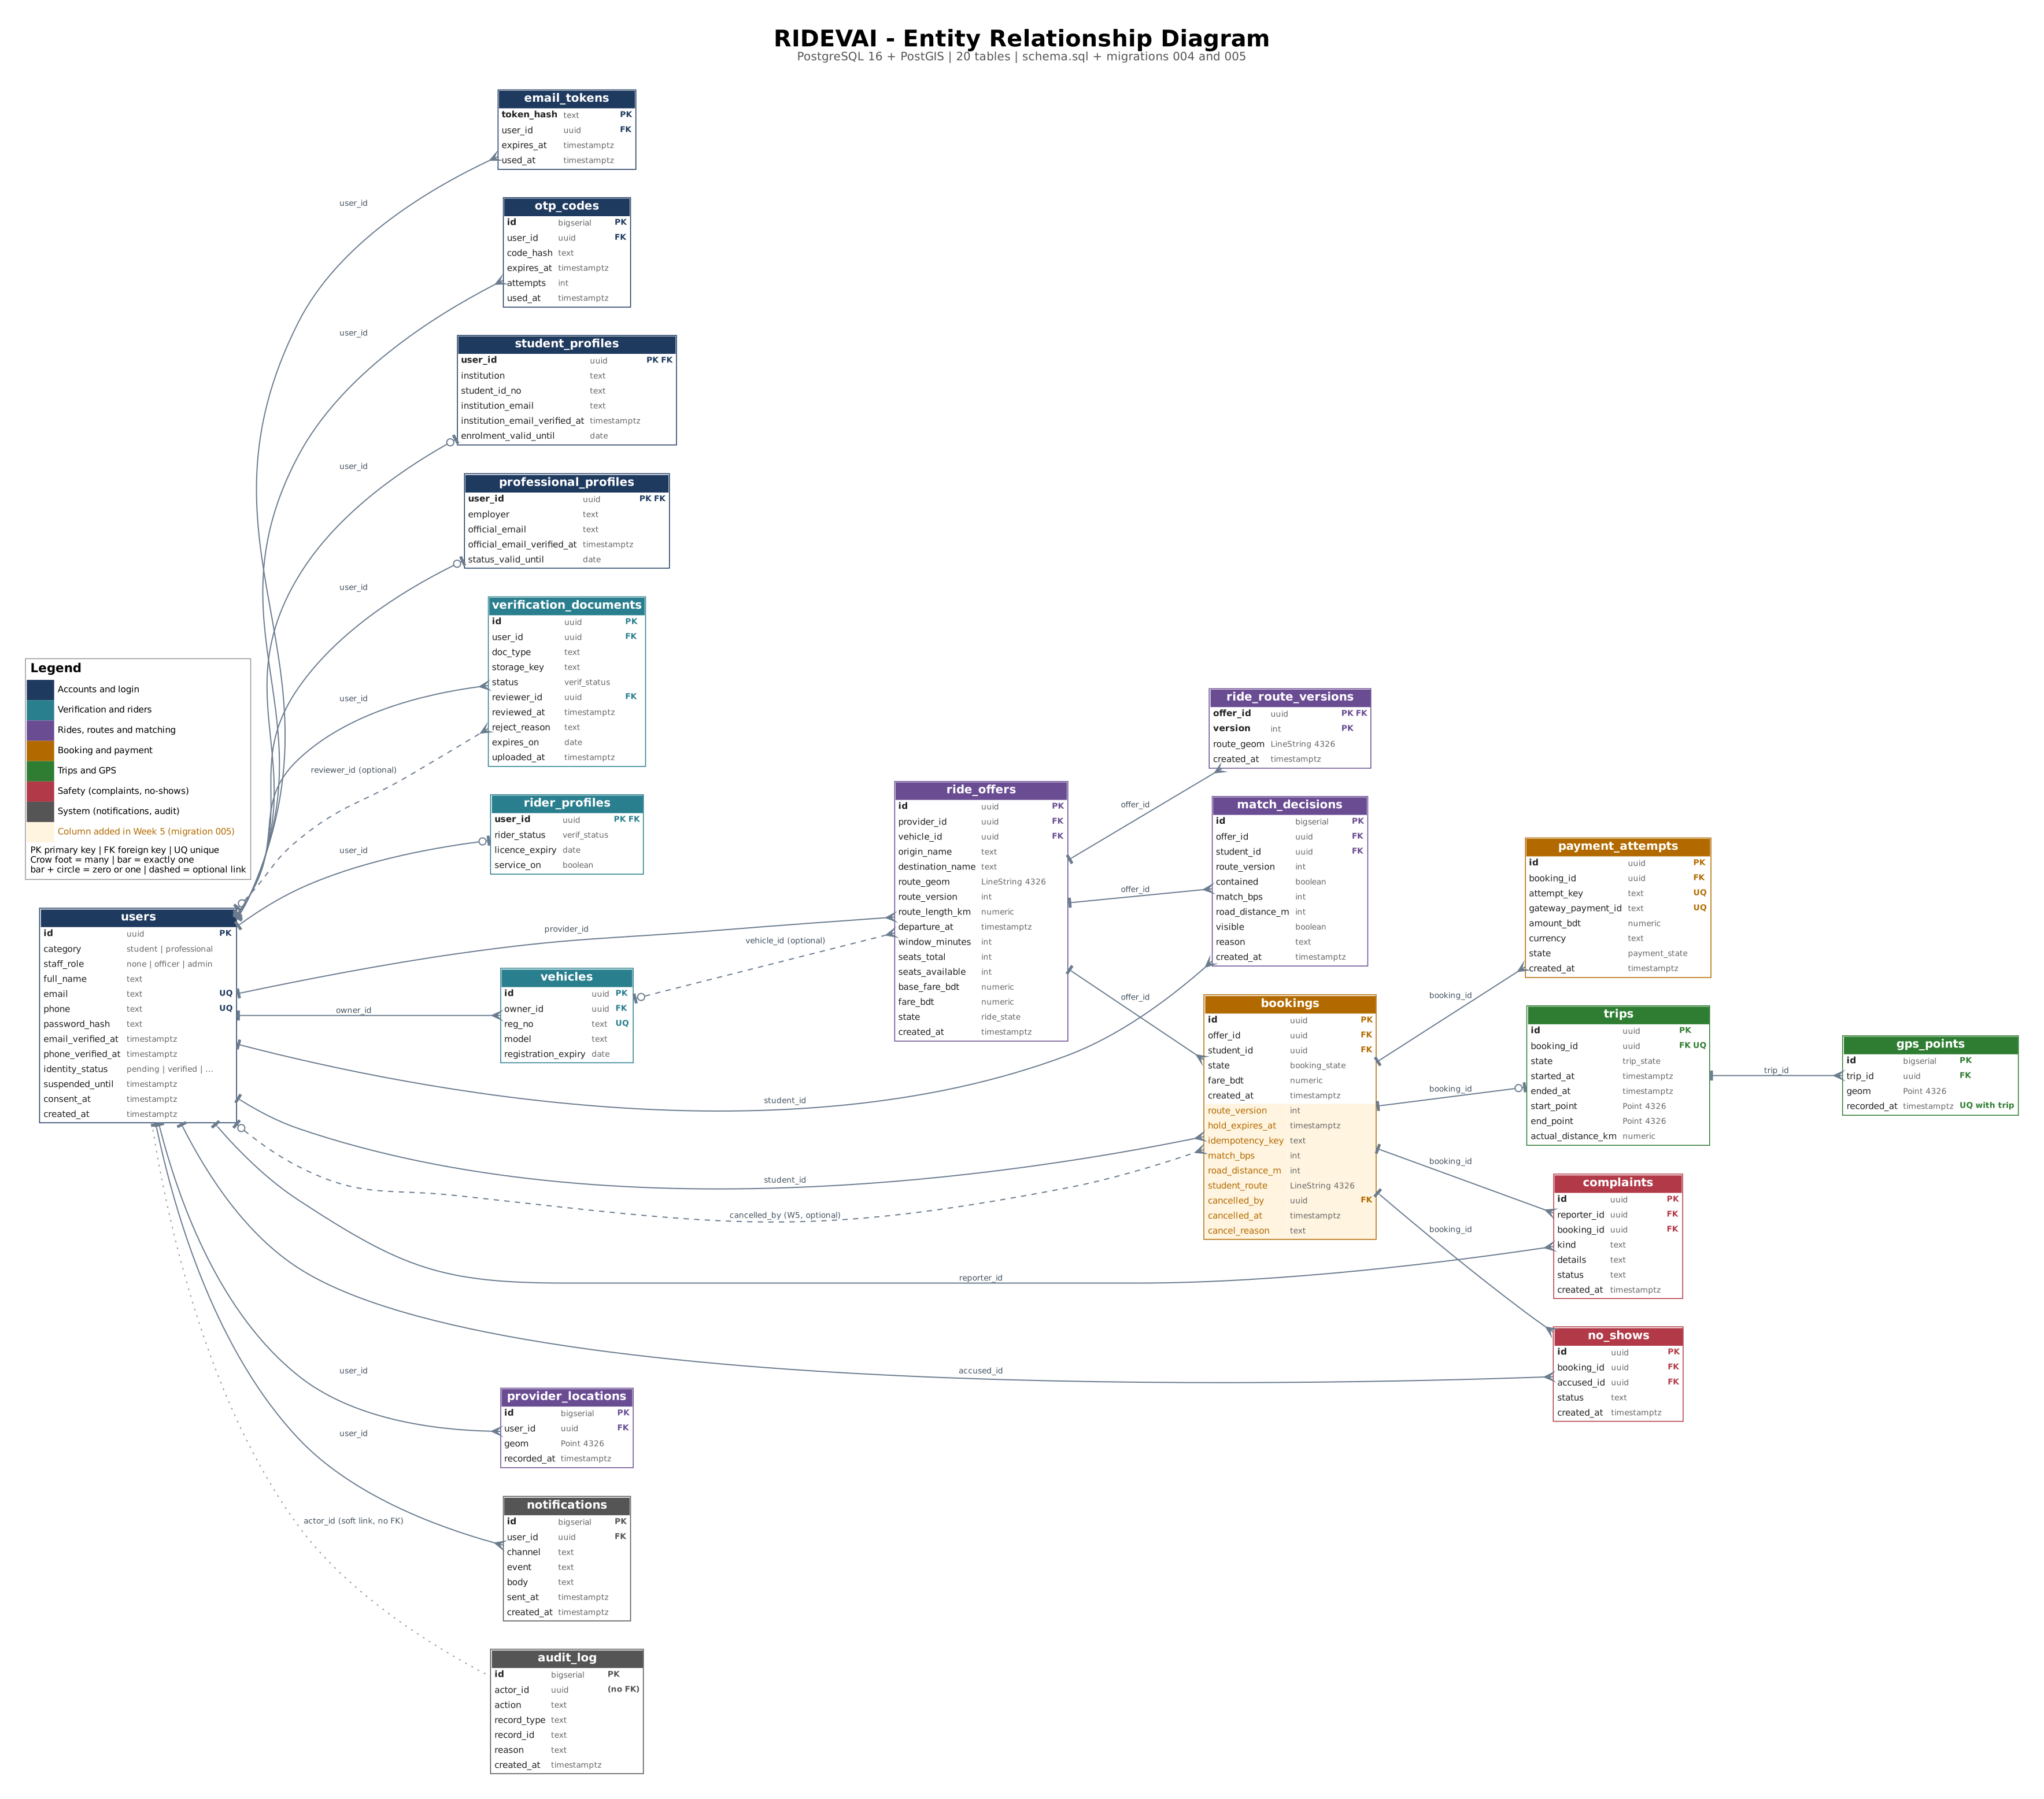 RIDEVAI - Entity Relationship Diagram
PostgreSQL 16 + PostGIS | 20 tables | schema.sql + migrations 004 and 005
email_tokens
token_hash text PK
user_id uuid FK
expires_at timestamptz
used_at timestamptz
user_id
otp_codes
id bigserial PK
user_id uuid FK
code_hash text
expires_at timestamptz
attempts int
used_at timestamptz
user_id
student_profiles
user_id uuid PK FK
institution text
student_id_no text
institution_email text
institution_email_verified_at timestamptz
enrolment_valid_until date
user_id
professional_profiles
user_id uuid PK FK
employer text
official_email text
official_email_verified_at timestamptz
status_valid_until date
user_id
verification_documents
id uuid PK
user_id uuid FK
doc_type text
storage_key text
status verif_status
reviewer_id uuid FK
reviewed_at timestamptz
reject_reason text
expires_on date
uploaded_at timestamptz
user_id
reviewer_id (optional)
Legend
Accounts and login
Verification and riders
Rides, routes and matching
Booking and payment
Trips and GPS
Safety (complaints, no-shows)
System (notifications, audit)
Column added in Week 5 (migration 005)
PK primary key | FK foreign key | UQ unique
Crow foot = many | bar = exactly one
bar + circle = zero or one | dashed = optional link
rider_profiles
user_id uuid PK FK
rider_status verif_status
licence_expiry date
service_on boolean
user_id
users
id uuid PK
category student | professional
staff_role none | officer | admin
full_name text
email text UQ
phone text UQ
password_hash text
email_verified_at timestamptz
phone_verified_at timestamptz
identity_status pending | verified | ...
suspended_until timestamptz
consent_at timestamptz
created_at timestamptz
provider_id
owner_id
vehicle_id (optional)
vehicles
id uuid PK
owner_id uuid FK
reg_no text UQ
model text
registration_expiry date
ride_offers
id uuid PK
provider_id uuid FK
vehicle_id uuid FK
origin_name text
destination_name text
route_geom LineString 4326
route_version int
route_length_km numeric
departure_at timestamptz
window_minutes int
seats_total int
seats_available int
base_fare_bdt numeric
fare_bdt numeric
state ride_state
created_at timestamptz
offer_id
offer_id
offer_id
ride_route_versions
offer_id uuid PK FK
version int PK
route_geom LineString 4326
created_at timestamptz
match_decisions
id bigserial PK
offer_id uuid FK
student_id uuid FK
route_version int
contained boolean
match_bps int
road_distance_m int
visible boolean
reason text
created_at timestamptz
bookings
id uuid PK
offer_id uuid FK
student_id uuid FK
state booking_state
fare_bdt numeric
created_at timestamptz
route_version int
hold_expires_at timestamptz
idempotency_key text
match_bps int
road_distance_m int
student_route LineString 4326
cancelled_by uuid FK
cancelled_at timestamptz
cancel_reason text
student_id
student_id
cancelled_by (W5, optional)
reporter_id
accused_id
booking_id
booking_id
booking_id
booking_id
payment_attempts
id uuid PK
booking_id uuid FK
attempt_key text UQ
gateway_payment_id text UQ
amount_bdt numeric
currency text
state payment_state
created_at timestamptz
trips
id uuid PK
booking_id uuid FK UQ
state trip_state
started_at timestamptz
ended_at timestamptz
start_point Point 4326
end_point Point 4326
actual_distance_km numeric
trip_id
gps_points
id bigserial PK
trip_id uuid FK
geom Point 4326
recorded_at timestamptz UQ with trip
complaints
id uuid PK
reporter_id uuid FK
booking_id uuid FK
kind text
details text
status text
created_at timestamptz
no_shows
id uuid PK
booking_id uuid FK
accused_id uuid FK
status text
created_at timestamptz
user_id
provider_locations
id bigserial PK
user_id uuid FK
geom Point 4326
recorded_at timestamptz
user_id
notifications
id bigserial PK
user_id uuid FK
channel text
event text
body text
sent_at timestamptz
created_at timestamptz
actor_id (soft link, no FK)
audit_log
id bigserial PK
actor_id uuid (no FK)
action text
record_type text
record_id text
reason text
created_at timestamptz